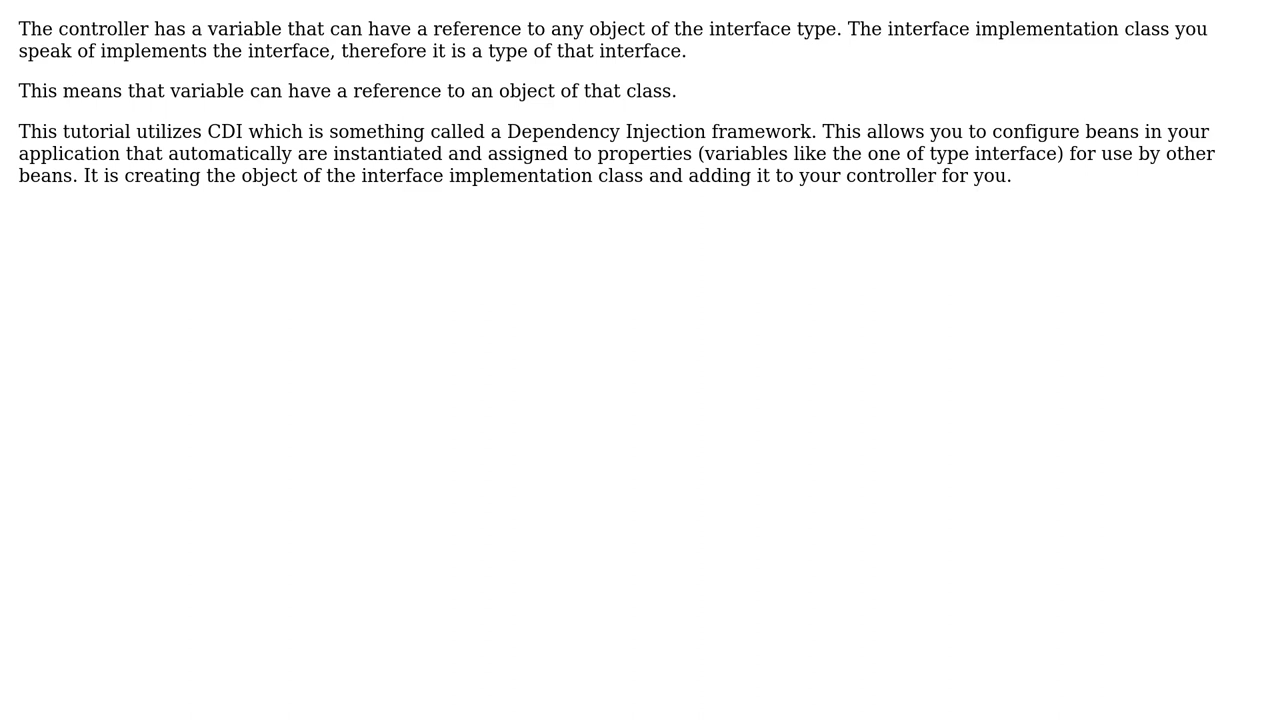 The controller has a variable that can have a reference to any object of the interface type. The interface implementation class you
speak of implements the interface, therefore it is a type of that interface.
This means that variable can have a reference to an object of that class.
This tutorial utilizes CDI which is something called a Dependency Injection framework. This allows you to configure beans in your
application that automatically are instantiated and assigned to properties (variables like the one of type interface) for use by other
beans. It is creating the object of the interface implementation class and adding it to your controller for you.